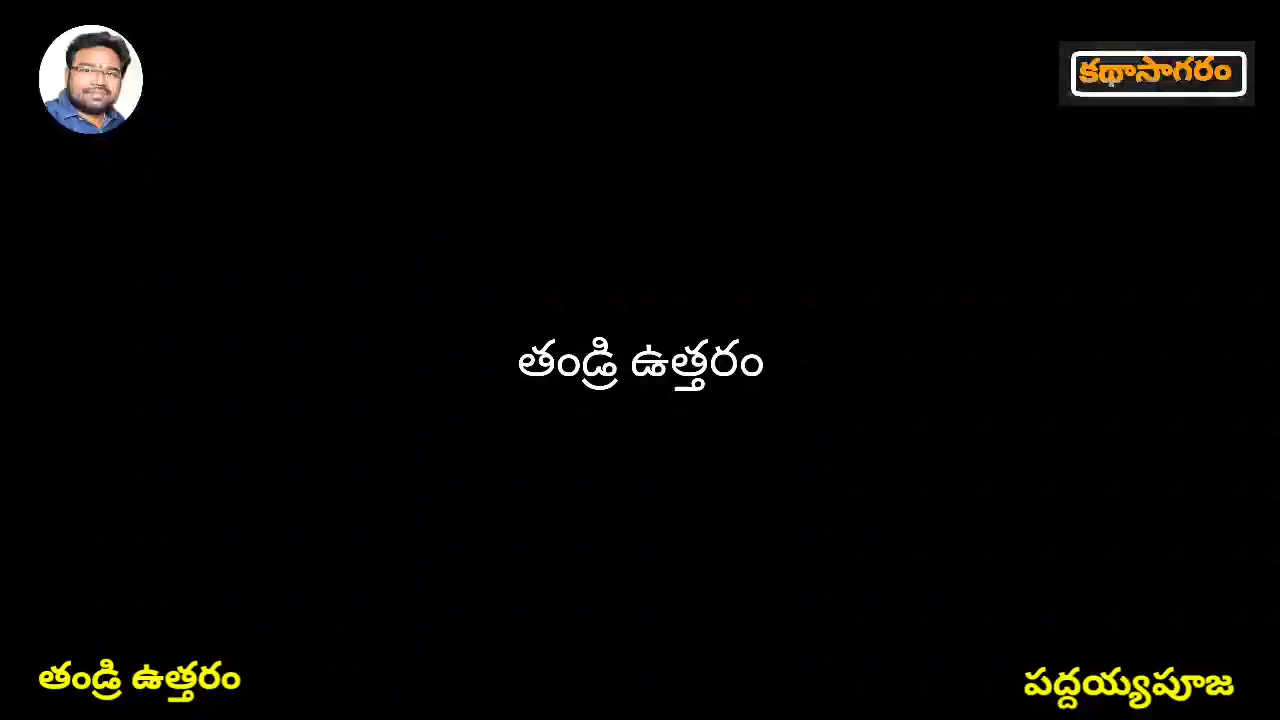 కథాసాగరం
తండ్రి ఉత్తరం
తండ్రి ఉత్తరం
పద్దయ్యపూజ